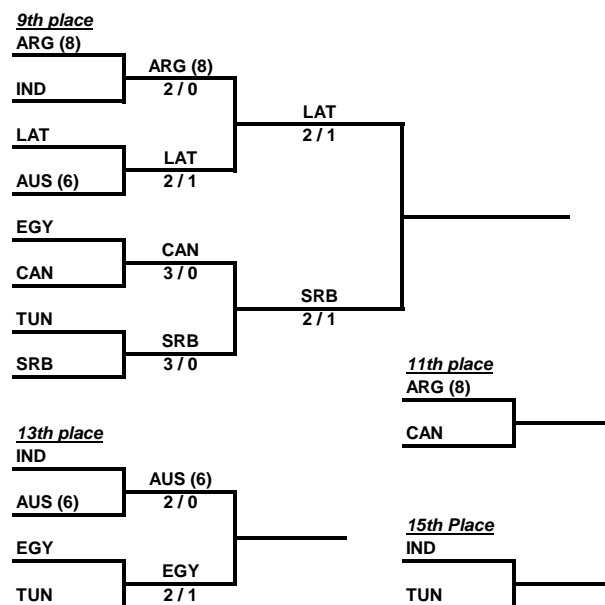 9th place
ARG (8)
ARG (8)
IND
2 / 0
LAT
LAT
2 / 1
LAT
AUS (6)
2 / 1
EGY
CAN
CAN
3 / 0
SRB
TUN
2 / 1
SRB
SRB
3 / 0
11th place
ARG (8)
CAN
13th place
IND
AUS (6)
AUS (6)
2 / 0
EGY
EGY
TUN
2 / 1
15th Place
IND
TUN